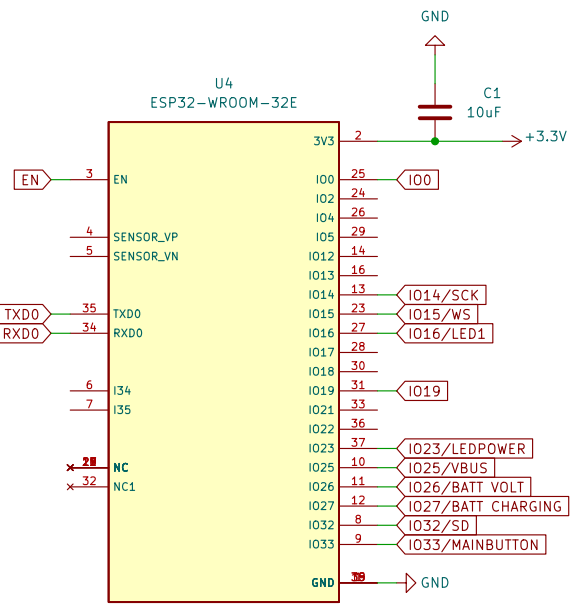 GND
U4
ESP32-WROOM-32E
C1
10uF
3V3 2 +3.3V
EN 3 EN
IO0 25 IO0
IO2 24
IO4 26
SENSOR_VP 4
IO5 29
SENSOR_VN 5
IO12 14
IO13 16
IO14 13 IO14/SCK
TXD0 35 TXD0
IO15 23 IO15/WS
RXD0 34 RXD0
IO16 27 IO16/LED1
IO17 28
IO18 30
6 I34
IO19 31 IO19
7 I35
IO21 33
IO22 36
IO23 37 IO23/LEDPOWER
NC
IO25 10 IO25/VBUS
32 NC1
IO26 11 IO26/BATT VOLT
IO27 12 IO27/BATT CHARGING
IO32 8 IO32/SD
IO33 9 IO33/MAINBUTTON
GND GND